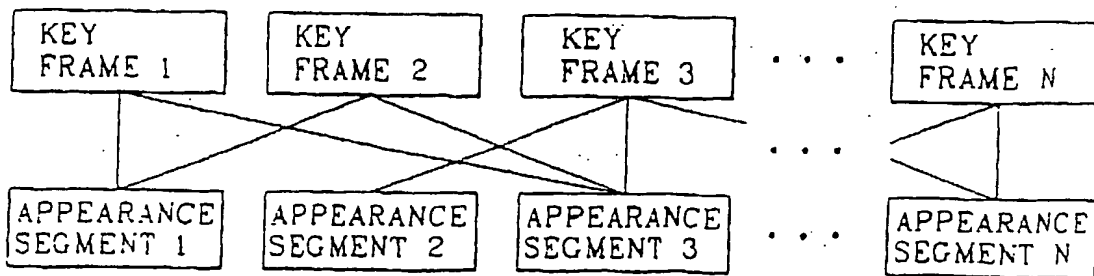 KEY
FRAME 1
KEY
FRAME 2
KEY
FRAME 3
. . .
KEY
FRAME N
. . .
APPEARANCE
SEGMENT 1
APPEARANCE
SEGMENT 2
APPEARANCE
SEGMENT 3
. . .
APPEARANCE
SEGMENT N